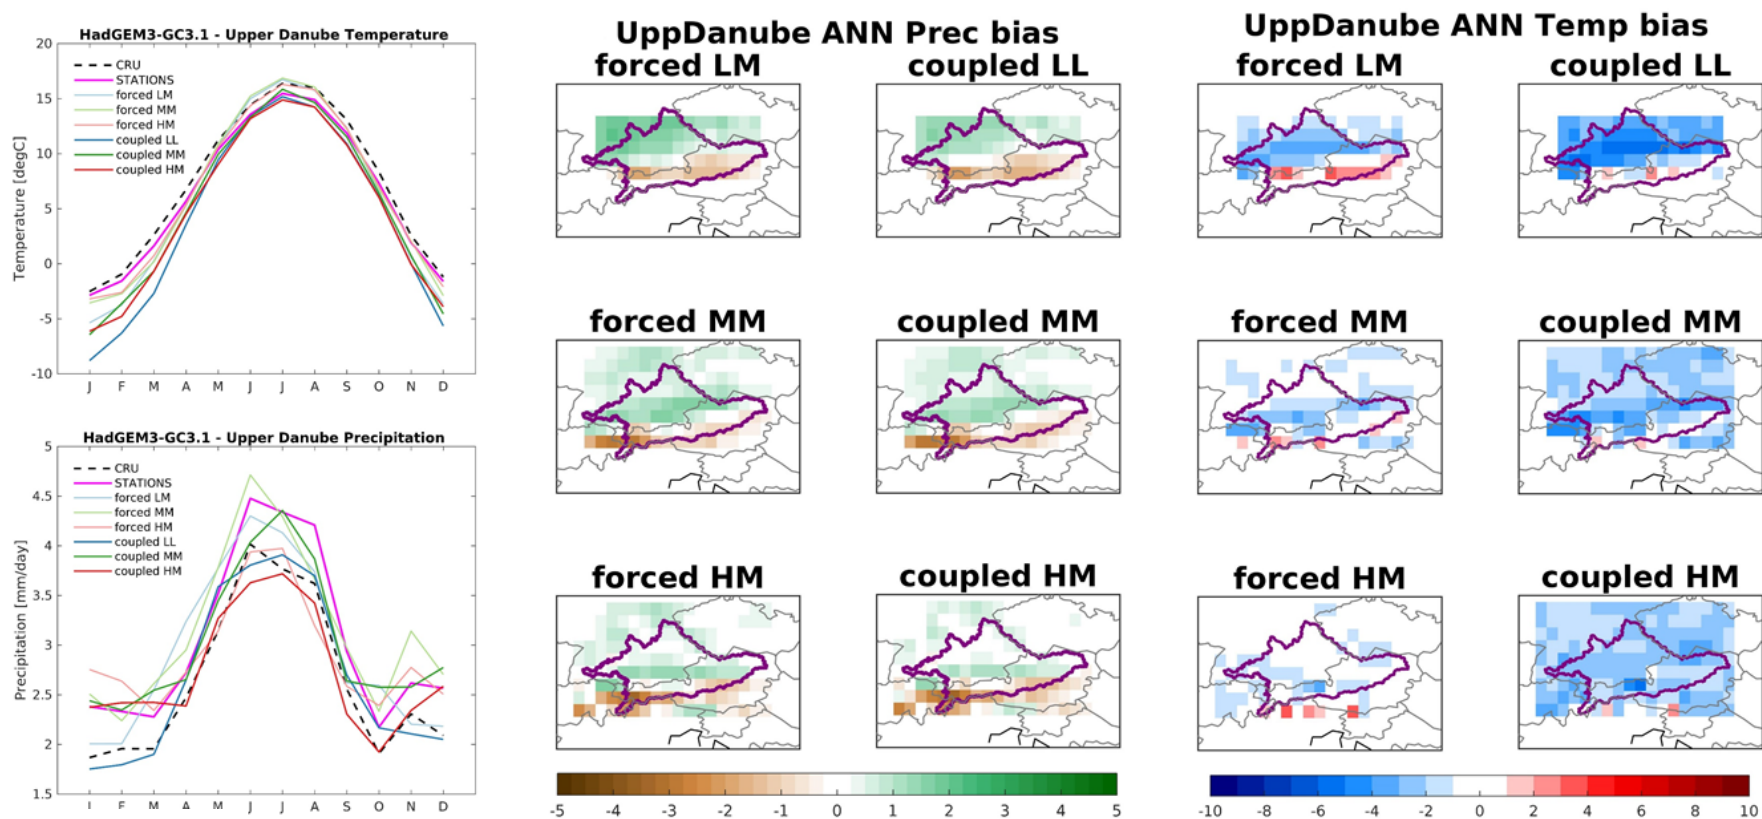 HadGEM3-GC3.1 - Upper Danube Temperature
20
15
10
5
0
-5
-10
Temperature [degC]
CRU
STATIONS
forced LM
forced MM
forced HM
coupled LL
coupled MM
coupled HM
J F M A M J J A S O N D
HadGEM3-GC3.1 - Upper Danube Precipitation
5
4.5
4
3.5
3
2.5
2
1.5
Precipitation [mm/day]
CRU
STATIONS
forced LM
forced MM
forced HM
coupled LL
coupled MM
coupled HM
J F M A M J J A S O N D
UppDanube ANN Prec bias
forced LM coupled LL
forced MM coupled MM
forced HM coupled HM
-5 -4 -3 -2 -1 0 1 2 3 4 5
UppDanube ANN Temp bias
forced LM coupled LL
forced MM coupled MM
forced HM coupled HM
-10 -8 -6 -4 -2 0 2 4 6 8 10